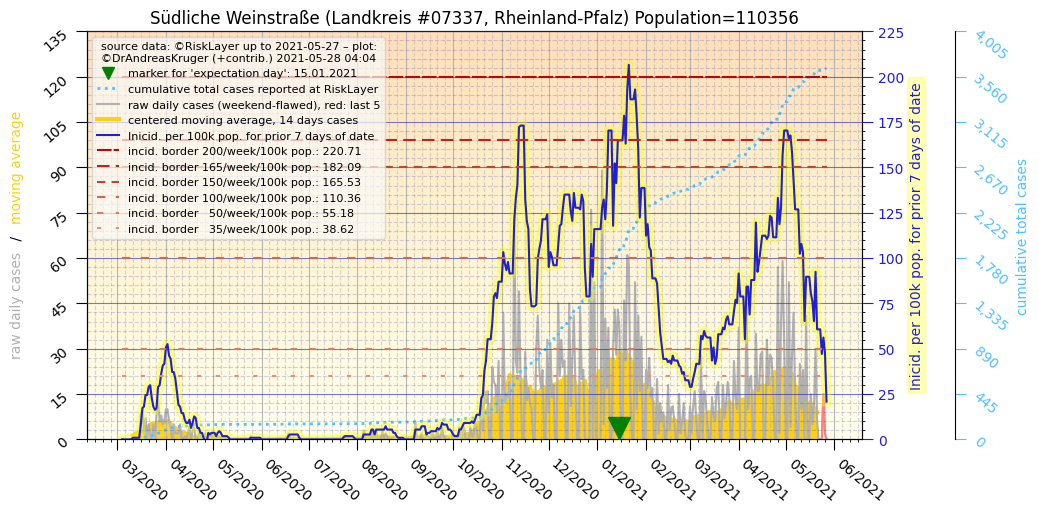 Südliche Weinstraße (Landkreis #07337, Rheinland-Pfalz) Population=110356
source data: ©RiskLayer up to 2021-05-27 – plot:
©DrAndreasKruger (+contrib.) 2021-05-28 04:04
marker for 'expectation day': 15.01.2021
cumulative total cases reported at RiskLayer
raw daily cases (weekend-flawed), red: last 5
centered moving average, 14 days cases
Inicid. per 100k pop. for prior 7 days of date
incid. border 200/week/100k pop.: 220.71
incid. border 165/week/100k pop.: 182.09
incid. border 150/week/100k pop.: 165.53
incid. border 100/week/100k pop.: 110.36
incid. border 50/week/100k pop.: 55.18
incid. border 35/week/100k pop.: 38.62
raw daily cases / moving average
135
120
105
90
75
60
45
30
15
0
225
200
175
150
125
100
75
50
25
0
Inicid. per 100k pop. for prior 7 days of date
4,005
3,560
3,115
2,670
2,225
1,780
1,335
890
445
0
cumulative total cases
03/2020
04/2020
05/2020
06/2020
07/2020
08/2020
09/2020
10/2020
11/2020
12/2020
01/2021
02/2021
03/2021
04/2021
05/2021
06/2021